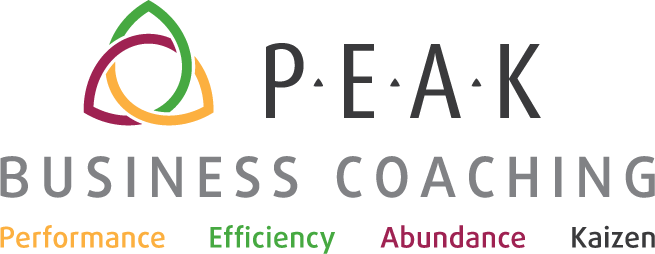 P·E·A·K
BUSINESS COACHING
Performance Efficiency Abundance Kaizen